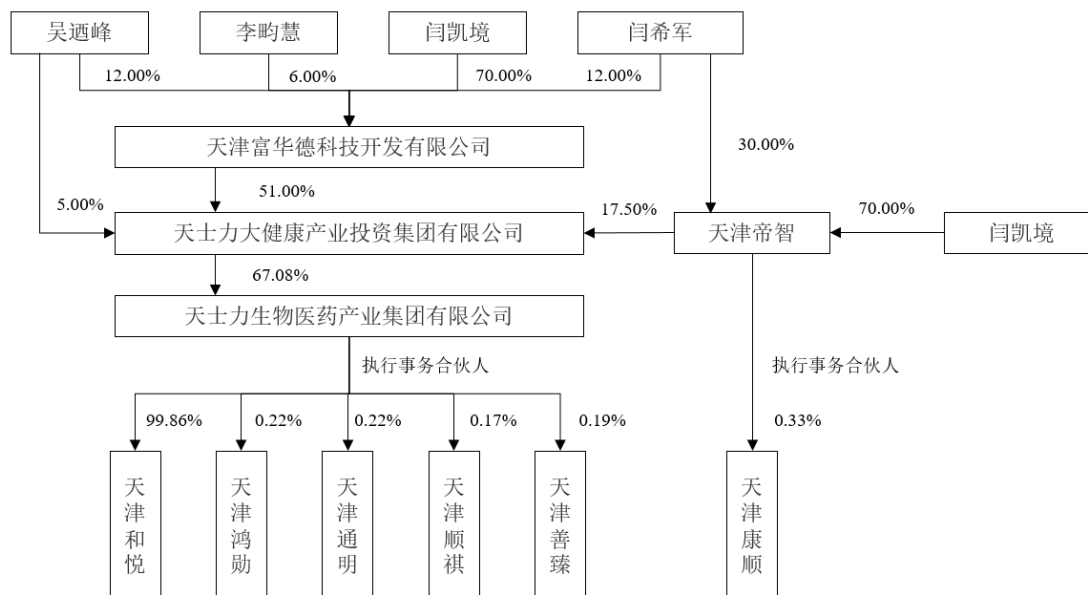 吴迺峰
李畇慧
闫凯境
闫希军
12.00%
6.00%
70.00%
12.00%
天津富华德科技开发有限公司
30.00%
51.00%
5.00%
17.50%
70.00%
天士力大健康产业投资集团有限公司
天津帝智
闫凯境
67.08%
天士力生物医药产业集团有限公司
执行事务合伙人
执行事务合伙人
99.86%
0.22%
0.22%
0.17%
0.19%
0.33%
天津和悦
天津鸿勋
天津通明
天津顺祺
天津善臻
天津康顺